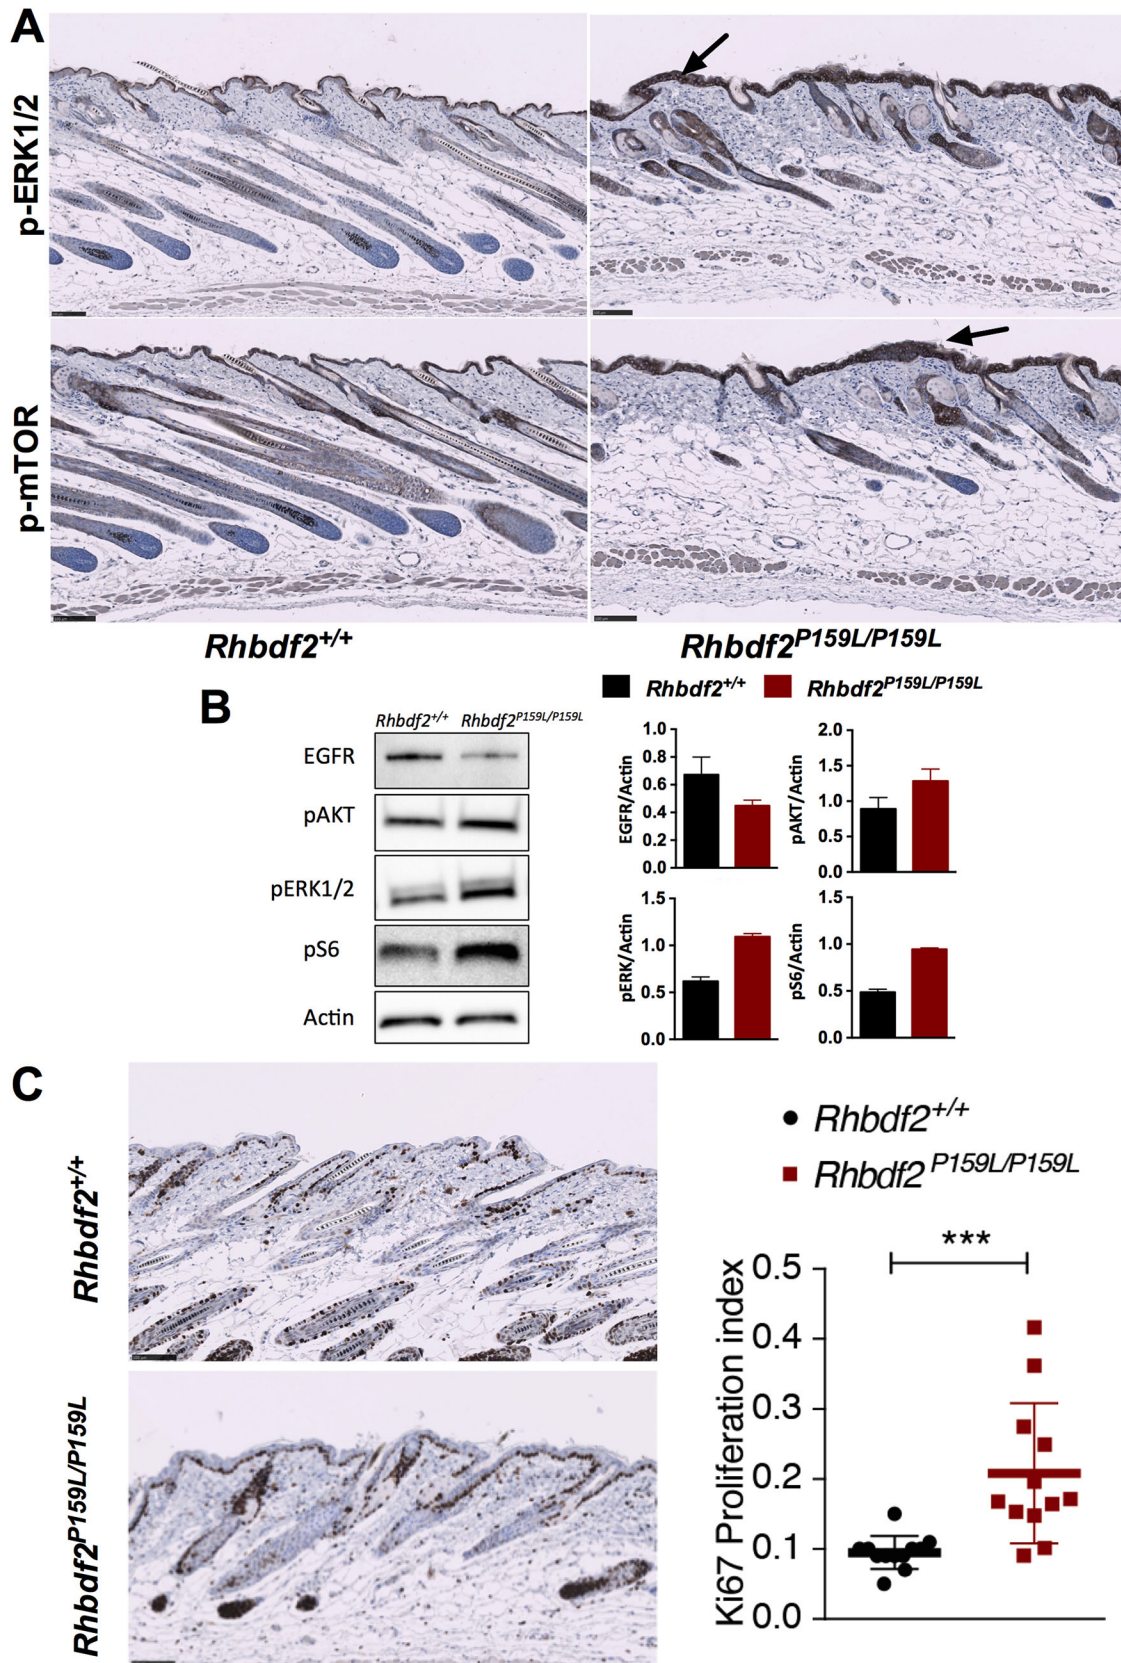 A
p-ERK1/2
p-mTOR
Rhbdf2+/+
Rhbdf2P159L/P159L
B
Rhbdf2+/+ Rhbdf2P159L/P159L
EGFR
pAKT
pERK1/2
pS6
Actin
Rhbdf2+/+ Rhbdf2P159L/P159L
EGFR/Actin
1.0
0.8
0.6
0.4
0.2
0.0
pAKT/Actin
2.0
1.5
1.0
0.5
0.0
pERK/Actin
1.5
1.0
0.5
0.0
pS6/Actin
1.5
1.0
0.5
0.0
C
Rhbdf2+/+
Rhbdf2P159L/P159L
Rhbdf2+/+
Rhbdf2 P159L/P159L
***
Ki67 Proliferation index
0.5
0.4
0.3
0.2
0.1
0.0